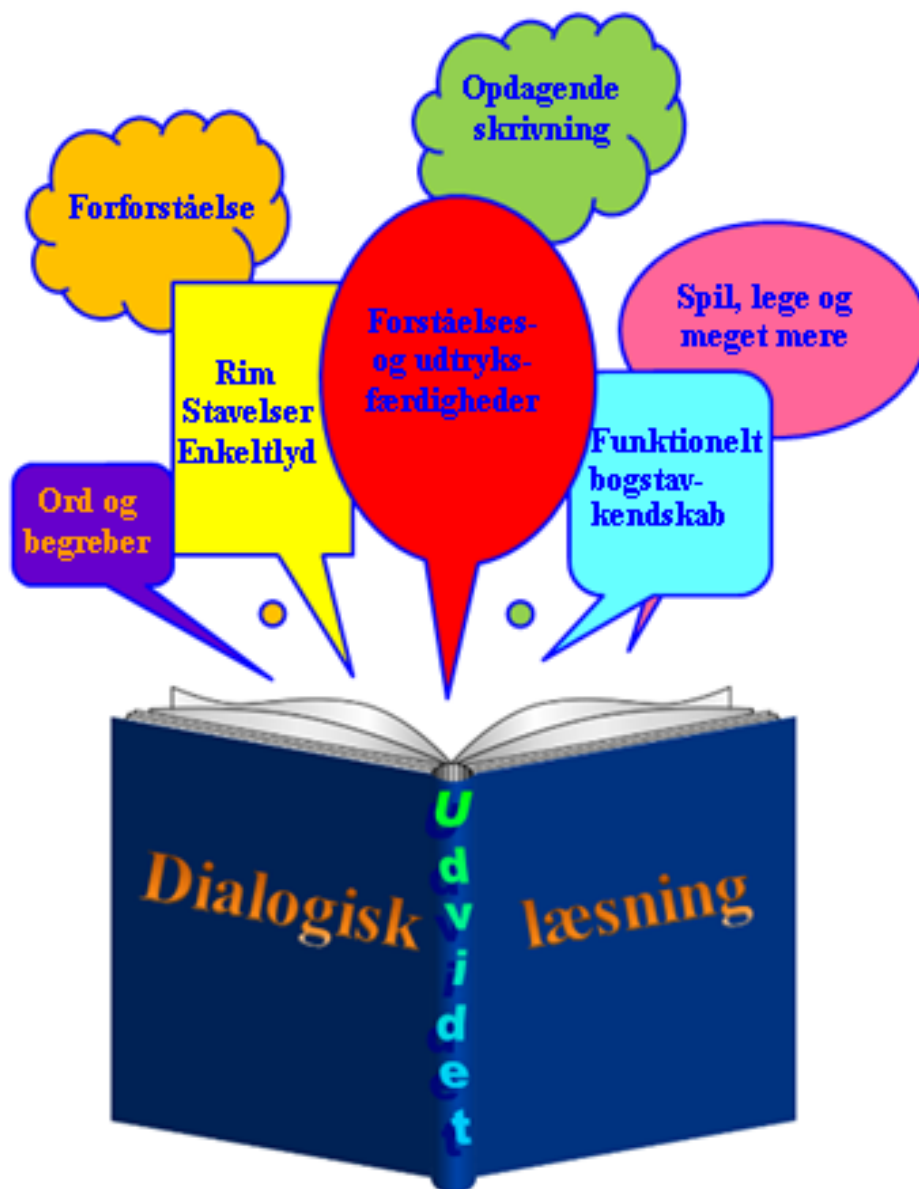 Opdagende
skrivning
Forforståelse
Spil, lege og
meget mere
Forståelses-
og udtryks-
færdigheder
Rim
Stavelser
Enkeltlyd
Funktionelt
bogstav-
kendskab
Ord og
begreber
Udvidet
Dialogisk læsning